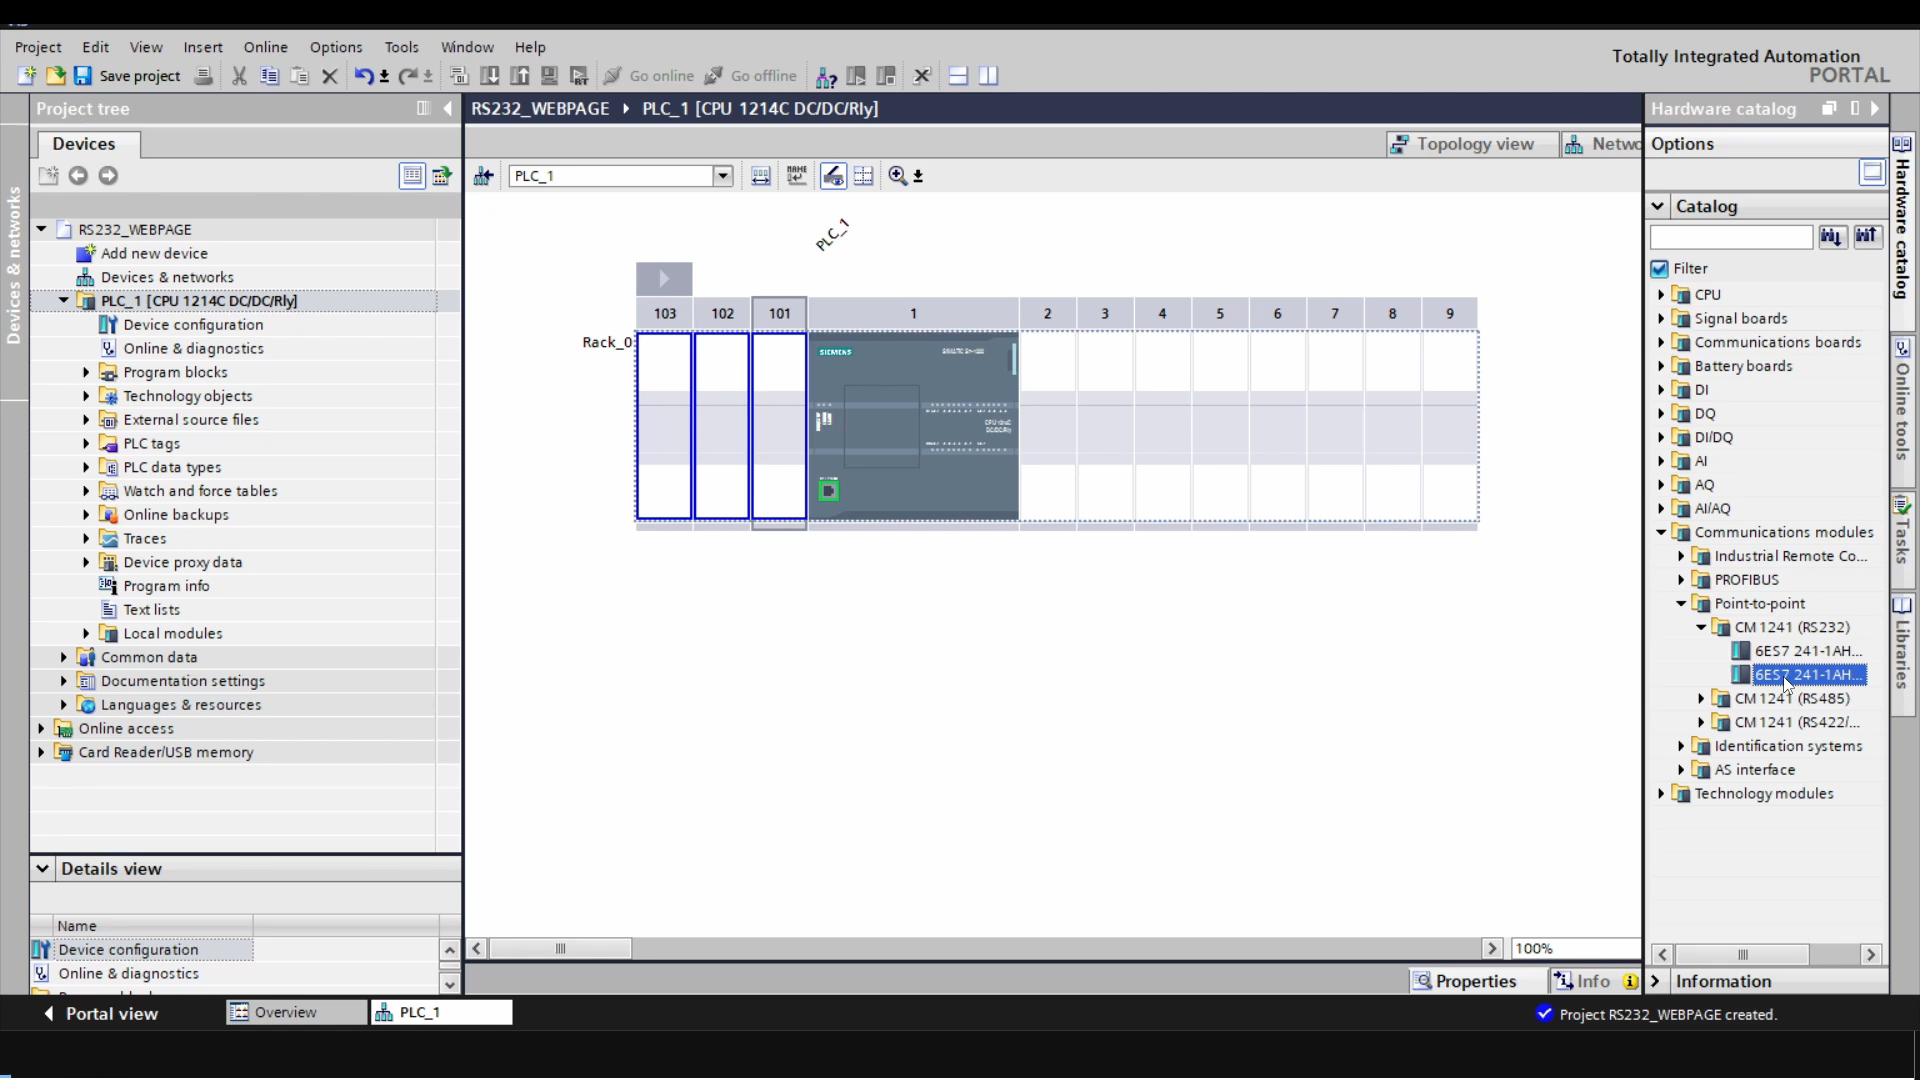 Project Edit View Insert Online Options Tools Window Help
Totally Integrated Automation
PORTAL
Save project
Go online
Go offline
Project tree
RS232_WEBPAGE PLC_1 [CPU 1214C DC/DC/Rly]
Hardware catalog
Devices
Topology view
Netwo
Options
PLC_1
Catalog
Filter
RS232_WEBPAGE
Add new device
Devices & networks
PLC_1 [CPU 1214C DC/DC/Rly]
Device configuration
Online & diagnostics
Program blocks
Technology objects
External source files
PLC tags
PLC data types
Watch and force tables
Online backups
Traces
Device proxy data
Program info
Text lists
Local modules
Common data
Documentation settings
Languages & resources
Online access
Card Reader/USB memory
Details view
Name
Device configuration
Online & diagnostics
Devices & networks
PLC_1
103 102 101 1 2 3 4 5 6 7 8 9
Rack_0
SIEMENS
100%
Properties
Info
CPU
Signal boards
Communications boards
Battery boards
DI
DQ
DI/DQ
AI
AQ
AI/AQ
Communications modules
Industrial Remote Co...
PROFIBUS
Point-to-point
CM 1241 (RS232)
6ES7 241-1AH...
6ES7 241-1AH...
CM 1241 (RS485)
CM 1241 (RS422/...
Identification systems
AS interface
Technology modules
Information
Hardware catalog
Online tools
Tasks
Libraries
Portal view
Overview
PLC_1
Project RS232_WEBPAGE created.